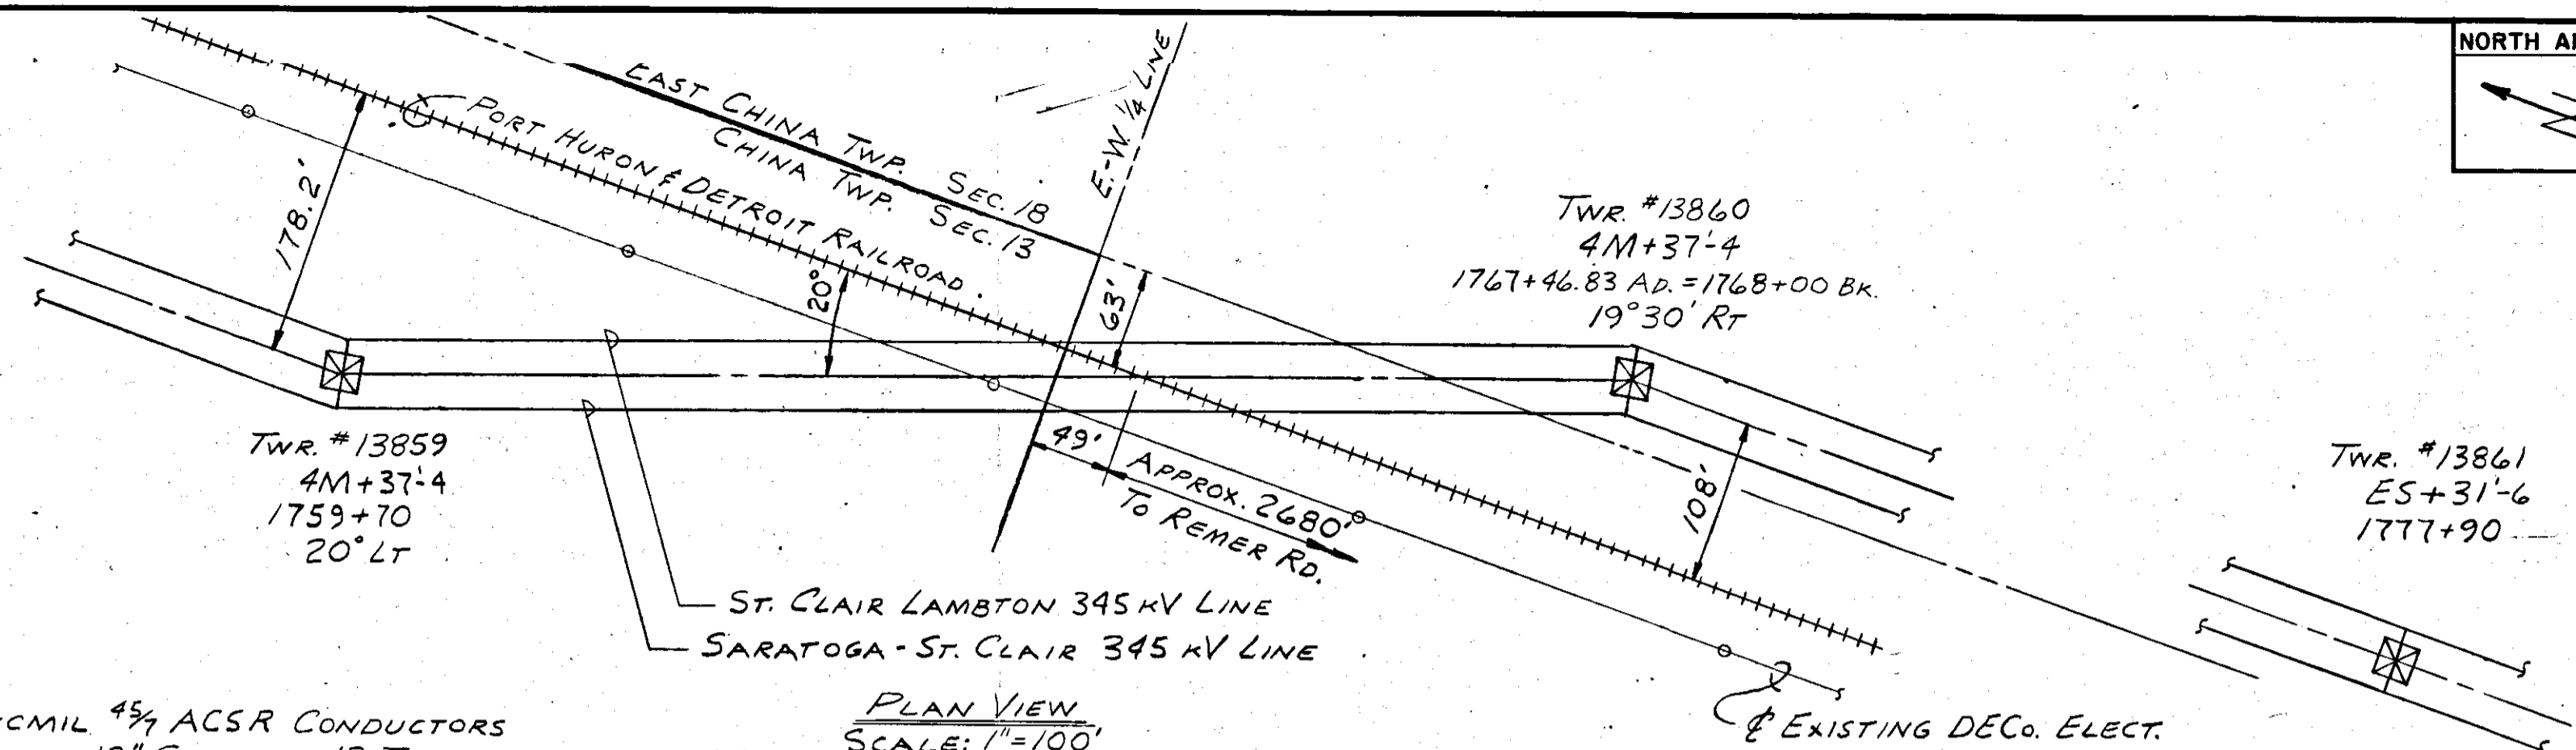 NORTH
EAST CHINA TWP. SEC. 18
CHINA TWP. SEC. 13
E.-W. 1/4 LINE
PORT HURON & DETROIT RAILROAD
178.2'
20°
63'
TWR. #13860
4M+37'-4
1767+46.83 AD. = 1768+00 BK.
19°30' RT
TWR. #13859
4M+37'-4
1759+70
20° LT
49'
APPROX. 2680'
TO REMER RD.
108'
TWR. #13861
ES+31'-6
1777+90
ST. CLAIR LAMBTON 345 KV LINE
SARATOGA - ST. CLAIR 345 KV LINE
CMIL 45/7 ACSR CONDUCTORS
PLAN VIEW
SCALE: 1"=100'
℄ EXISTING DECO. ELECT.